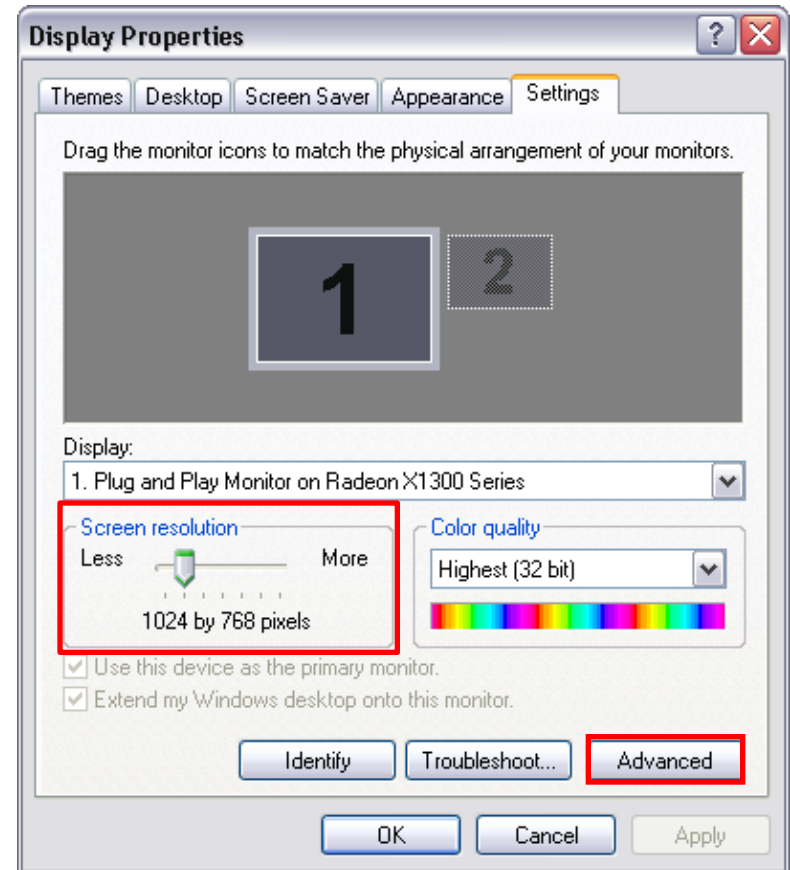 Display Properties
Themes Desktop Screen Saver Appearance Settings
Drag the monitor icons to match the physical arrangement of your monitors.
1 2
Display:
1. Plug and Play Monitor on Radeon X1300 Series
Screen resolution
Less More
1024 by 768 pixels
Color quality
Highest (32 bit)
Use this device as the primary monitor.
Extend my Windows desktop onto this monitor.
Identify Troubleshoot... Advanced
OK Cancel Apply